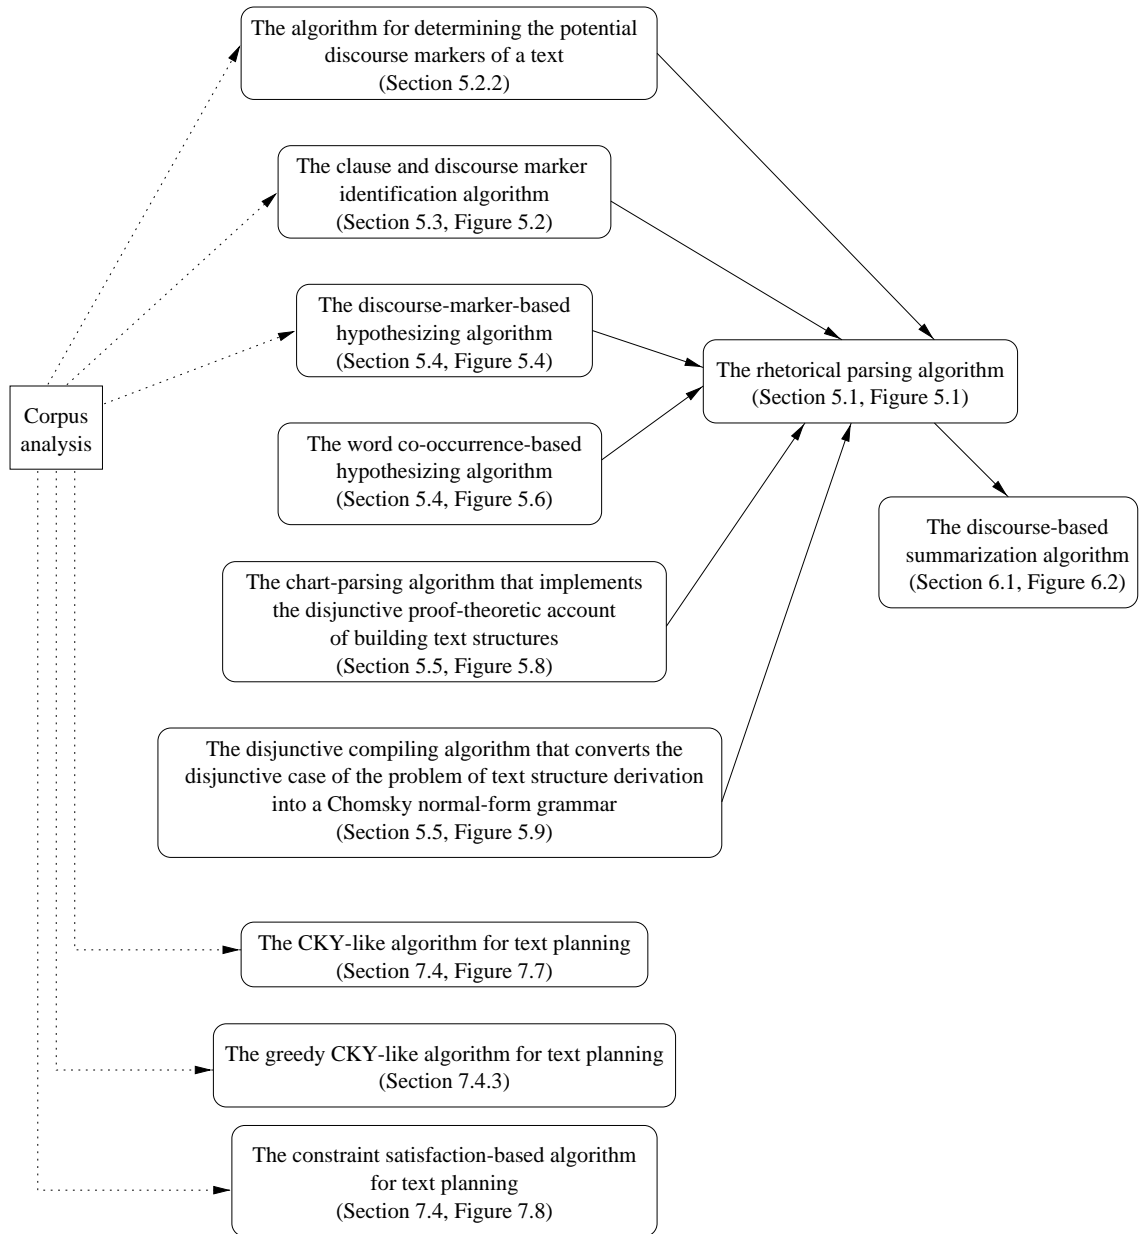 The algorithm for determining the potential
discourse markers of a text
(Section 5.2.2)
The clause and discourse marker
identification algorithm
(Section 5.3, Figure 5.2)
The discourse-marker-based
hypothesizing algorithm
(Section 5.4, Figure 5.4)
The rhetorical parsing algorithm
(Section 5.1, Figure 5.1)
Corpus
analysis
The word co-occurrence-based
hypothesizing algorithm
(Section 5.4, Figure 5.6)
The discourse-based
summarization algorithm
(Section 6.1, Figure 6.2)
The chart-parsing algorithm that implements
the disjunctive proof-theoretic account
of building text structures
(Section 5.5, Figure 5.8)
The disjunctive compiling algorithm that converts the
disjunctive case of the problem of text structure derivation
into a Chomsky normal-form grammar
(Section 5.5, Figure 5.9)
The CKY-like algorithm for text planning
(Section 7.4, Figure 7.7)
The greedy CKY-like algorithm for text planning
(Section 7.4.3)
The constraint satisfaction-based algorithm
for text planning
(Section 7.4, Figure 7.8)